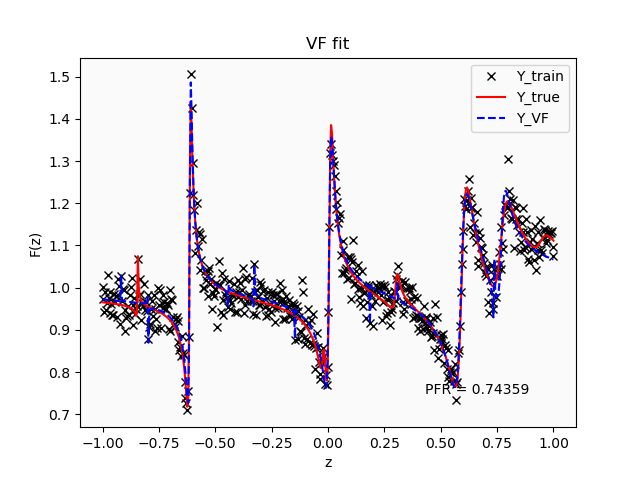 VF fit
Y_train
Y_true
Y_VF
1.5
1.4
1.3
1.2
1.1
1.0
0.9
0.8
0.7
F(z)
PFR = 0.74359
−1.00 −0.75 −0.50 −0.25 0.00 0.25 0.50 0.75 1.00
z